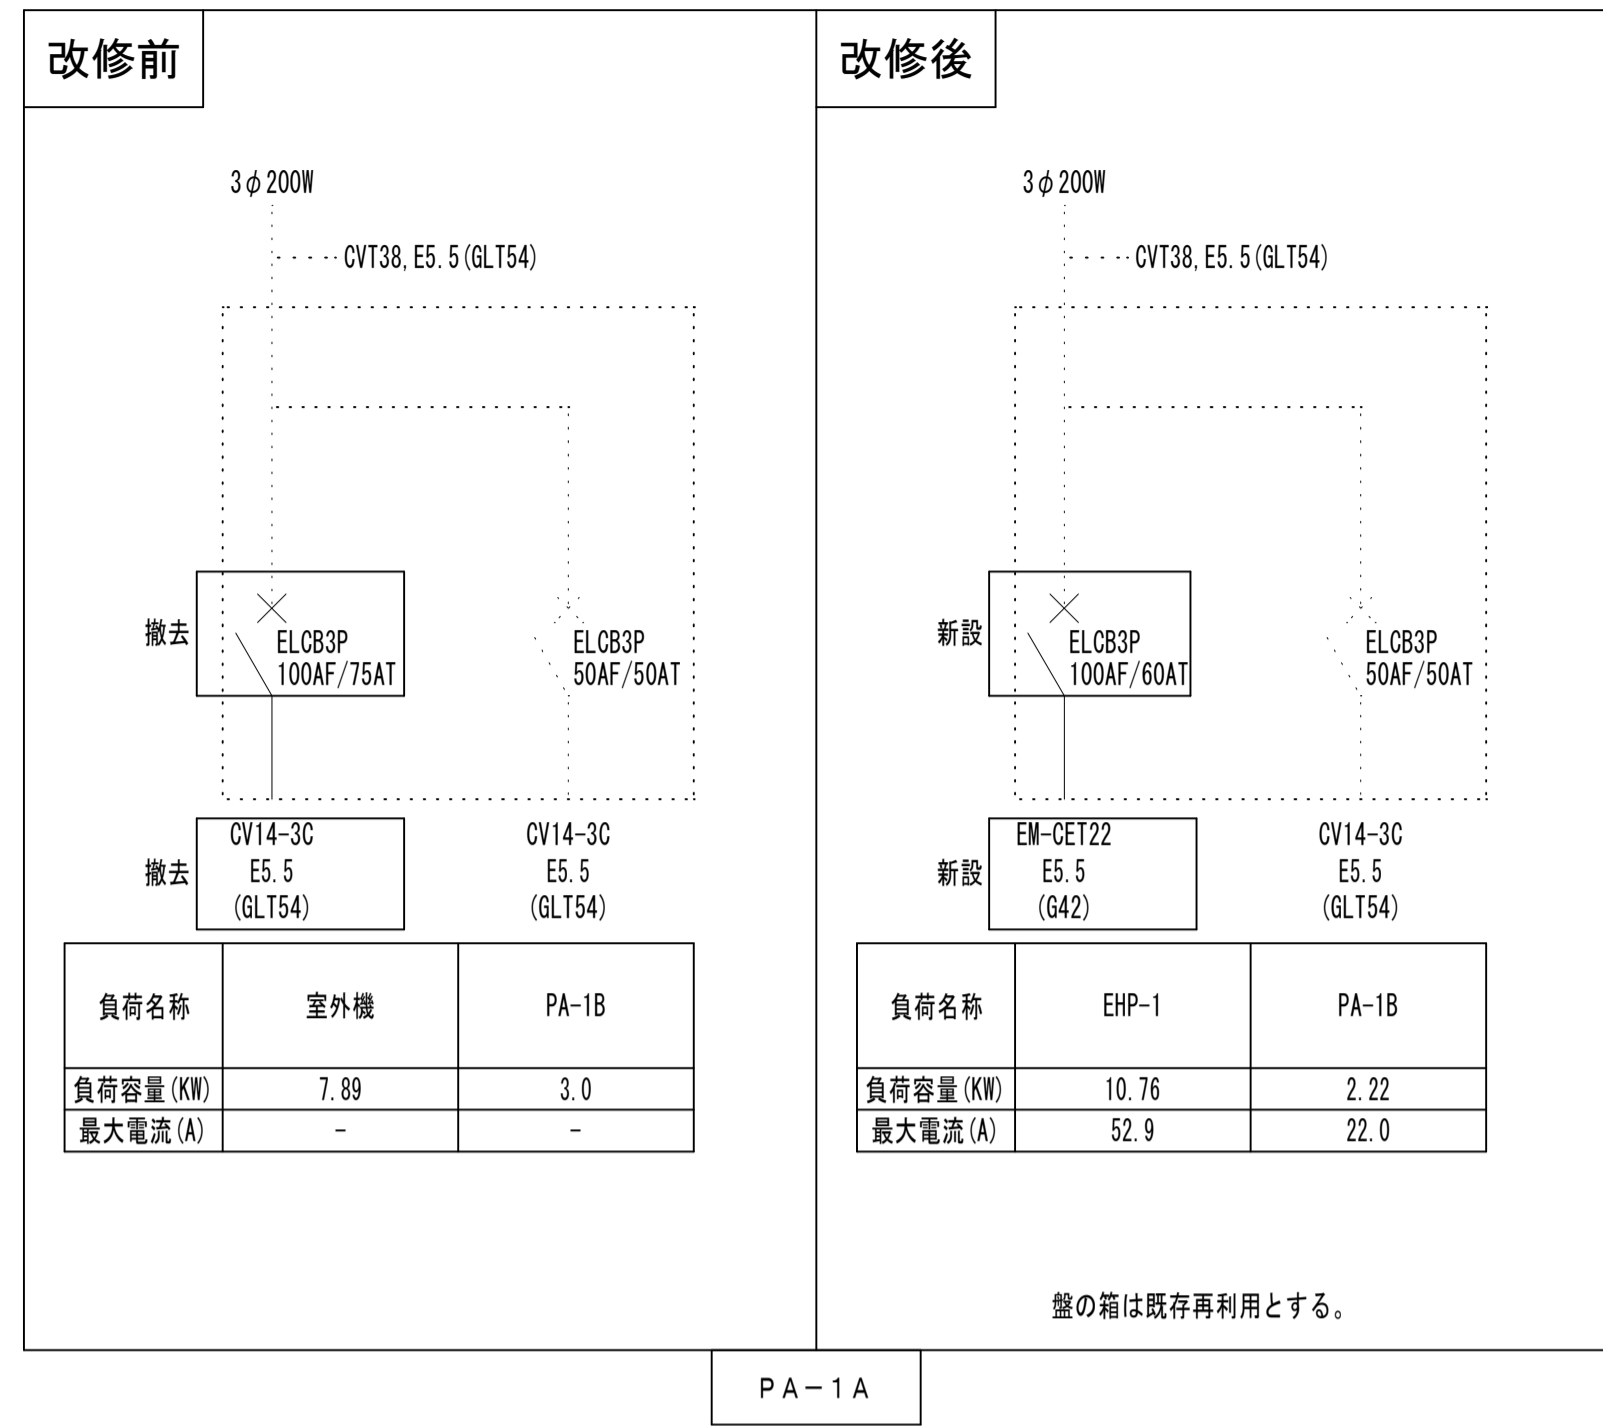 改修前
3φ200W
CVT38,E5.5(GLT54)
撤去
ELCB3P
100AF/75AT
ELCB3P
50AF/50AT
撤去
CV14-3C
E5.5
(GLT54)
CV14-3C
E5.5
(GLT54)
負荷名称 室外機 PA-1B
負荷容量(KW) 7.89 3.0
最大電流(A) - -
改修後
3φ200W
CVT38,E5.5(GLT54)
新設
ELCB3P
100AF/60AT
ELCB3P
50AF/50AT
新設
EM-CET22
E5.5
(G42)
CV14-3C
E5.5
(GLT54)
負荷名称 EHP-1 PA-1B
負荷容量(KW) 10.76 2.22
最大電流(A) 52.9 22.0
盤の箱は既存再利用とする。
PA-1A